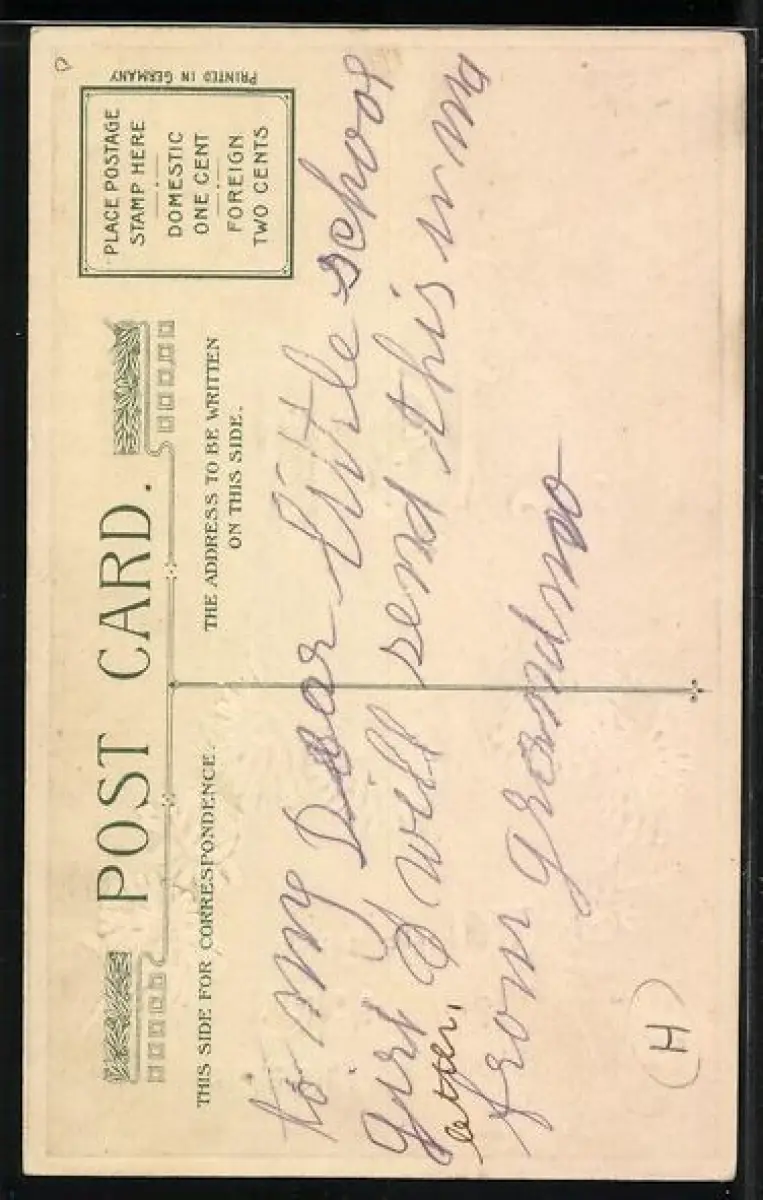 POST CARD.
PRINTED IN GERMANY
PLACE POSTAGE
STAMP HERE
DOMESTIC
ONE CENT
FOREIGN
TWO CENTS
THIS SIDE FOR CORRESPONDENCE.
THE ADDRESS TO BE WRITTEN
ON THIS SIDE.
to my Dear little school
girl I will send this in ma
letter,
from grandma
(H)